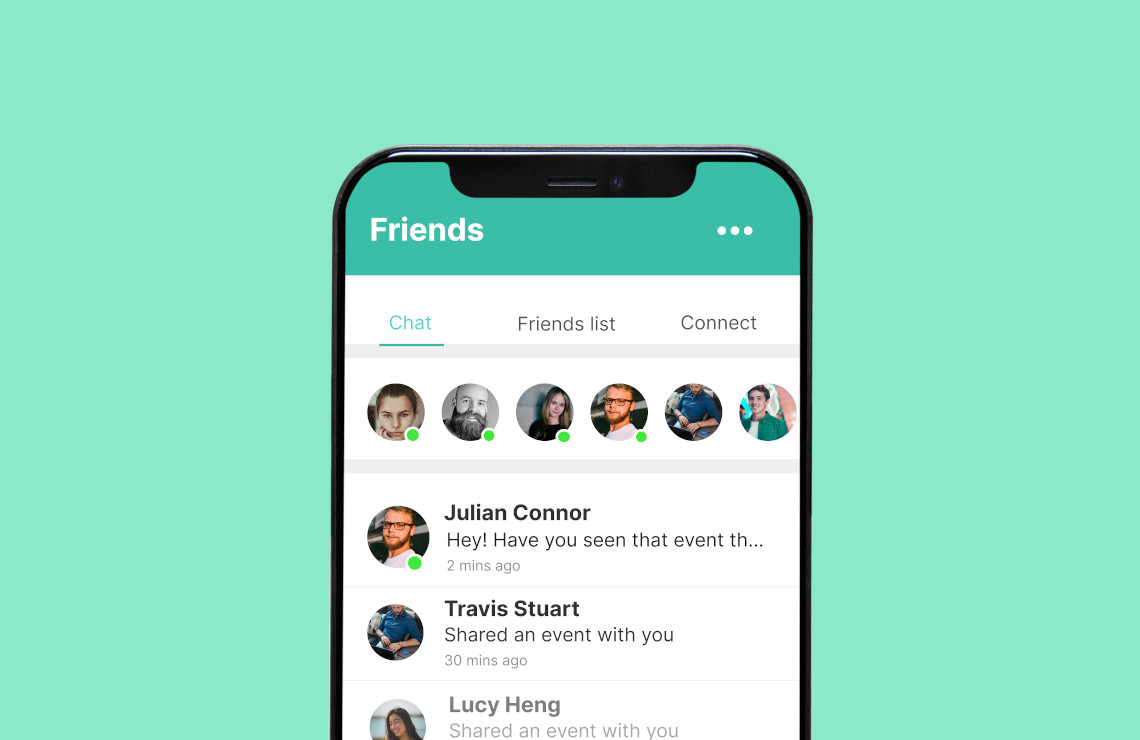 Friends
Chat
Friends list
Connect
Julian Connor
Hey! Have you seen that event th...
2 mins ago
Travis Stuart
Shared an event with you
30 mins ago
Lucy Heng
Shared an event with you